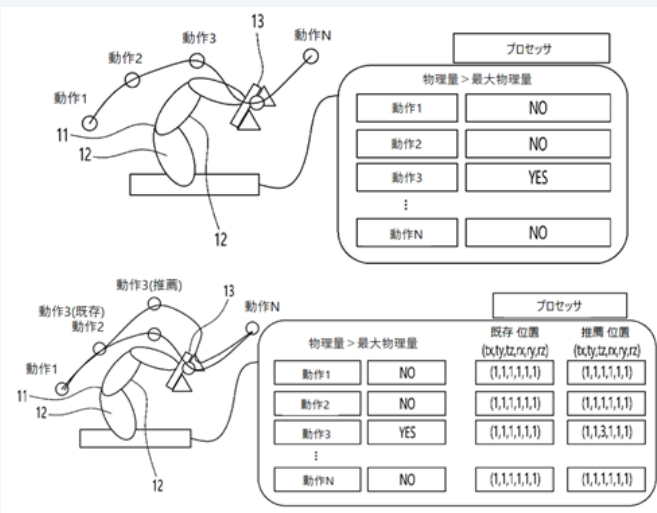 動作1
動作2
動作3
13
動作N
11
12
12
プロセッサ
物理量＞最大物理量
動作1 NO
動作2 NO
動作3 YES
⋮
動作N NO
動作3(推薦)
動作3(既存)
動作2
動作1
13
動作N
11
12
12
プロセッサ
物理量＞最大物理量
既存 位置 推薦 位置
(tx,ty,tz,rx,ry,rz) (tx,ty,tz,rx,ry,rz)
動作1 NO (1,1,1,1,1,1) (1,1,1,1,1,1)
動作2 NO (1,1,1,1,1,1) (1,1,1,1,1,1)
動作3 YES (1,1,1,1,1,1) (1,1,3,1,1,1)
⋮
動作N NO (1,1,1,1,1,1) (1,1,1,1,1,1)